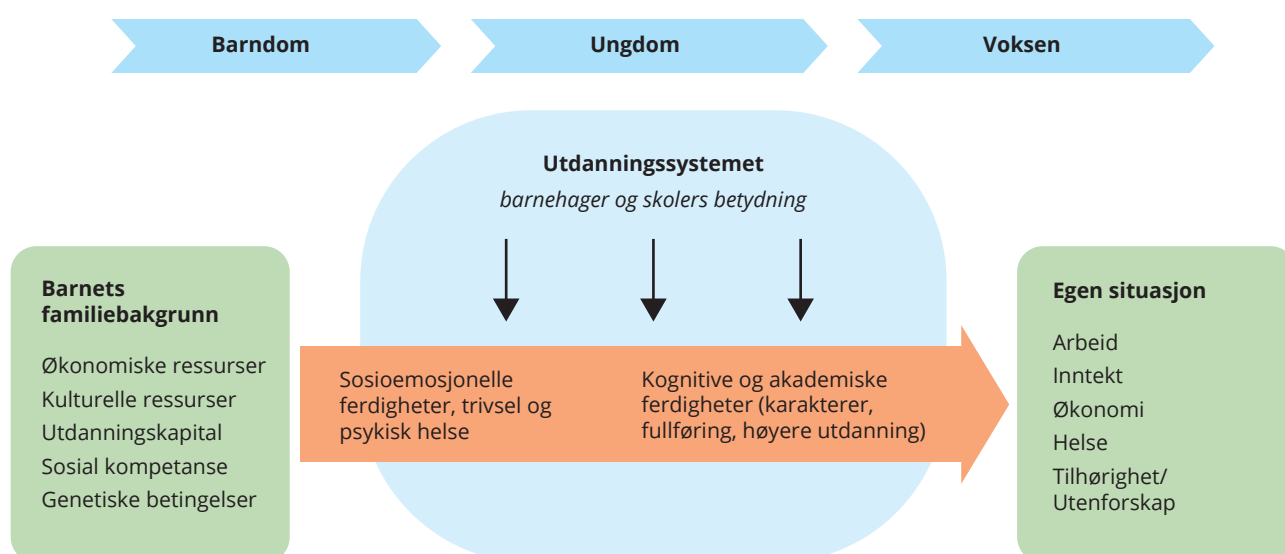 Barndom
Ungdom
Voksen
Utdanningssystemet
barnehager og skolers betydning
Barnets
familiebakgrunn
Økonomiske ressurser
Kulturelle ressurser
Utdanningskapital
Sosial kompetanse
Genetiske betingelser
Sosioemosjonelle
ferdigheter, trivsel og
psykisk helse
Kognitive og akademiske
ferdigheter (karakterer,
fullføring, høyere utdanning)
Egen situasjon
Arbeid
Inntekt
Økonomi
Helse
Tilhørighet/
Utenforskap